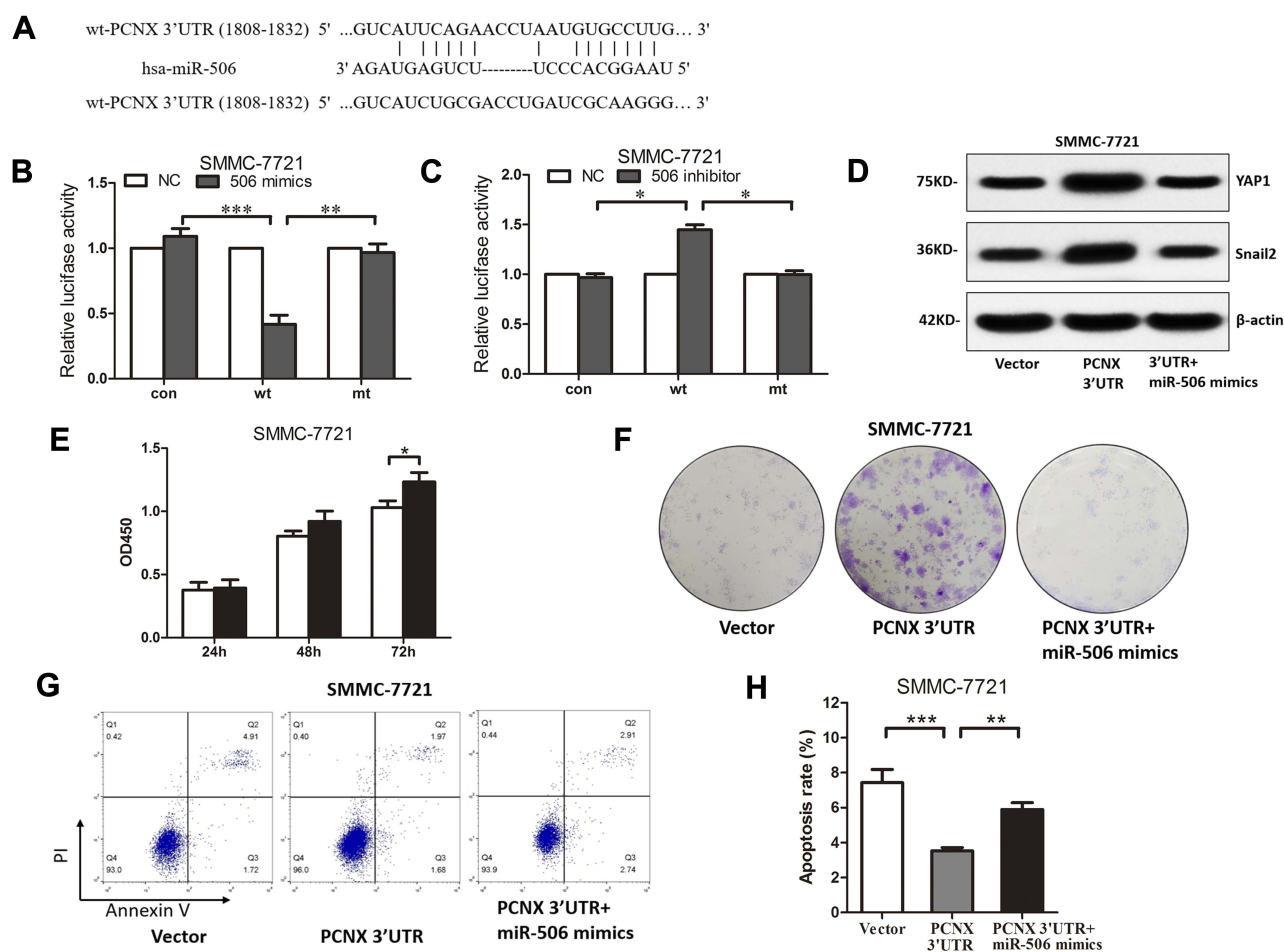 A
wt-PCNX 3'UTR (1808-1832) 5' ...GUCAUUCAGAACCUAAUGUGCCUUG... 3'
hsa-miR-506 3' AGAUGAGUCU---------UCCCACGGAAU 5'
wt-PCNX 3'UTR (1808-1832) 5' ...GUCAUCUGCGACCUGAUCGCAAGGG... 3'
B
SMMC-7721
NC 506 mimics
Relative lucifase activity
1.5
1.0
0.5
0.0
*** **
con wt mt
C
SMMC-7721
NC 506 inhibitor
Relative luciferase activity
2.0
1.5
1.0
0.5
0.0
* *
con wt mt
D
SMMC-7721
75KD- YAP1
36KD- Snail2
42KD- β-actin
Vector PCNX 3'UTR+
3'UTR miR-506 mimics
E
SMMC-7721
OD450
1.5
1.0
0.5
0.0
*
24h 48h 72h
F
SMMC-7721
Vector PCNX 3'UTR PCNX 3'UTR+
miR-506 mimics
G
SMMC-7721
Q1 Q2
0.42 4.91
Q4 Q3
93.0 1.72
Q1 Q2
0.40 1.97
Q4 Q3
96.0 1.68
Q1 Q2
0.44 2.91
Q4 Q3
93.9 2.74
PI
Annexin V
Vector PCNX 3'UTR PCNX 3'UTR+
miR-506 mimics
H
SMMC-7721
Apoptosis rate (%)
12
10
8
6
4
2
0
*** **
Vector PCNX PCNX 3'UTR+
3'UTR miR-506 mimics